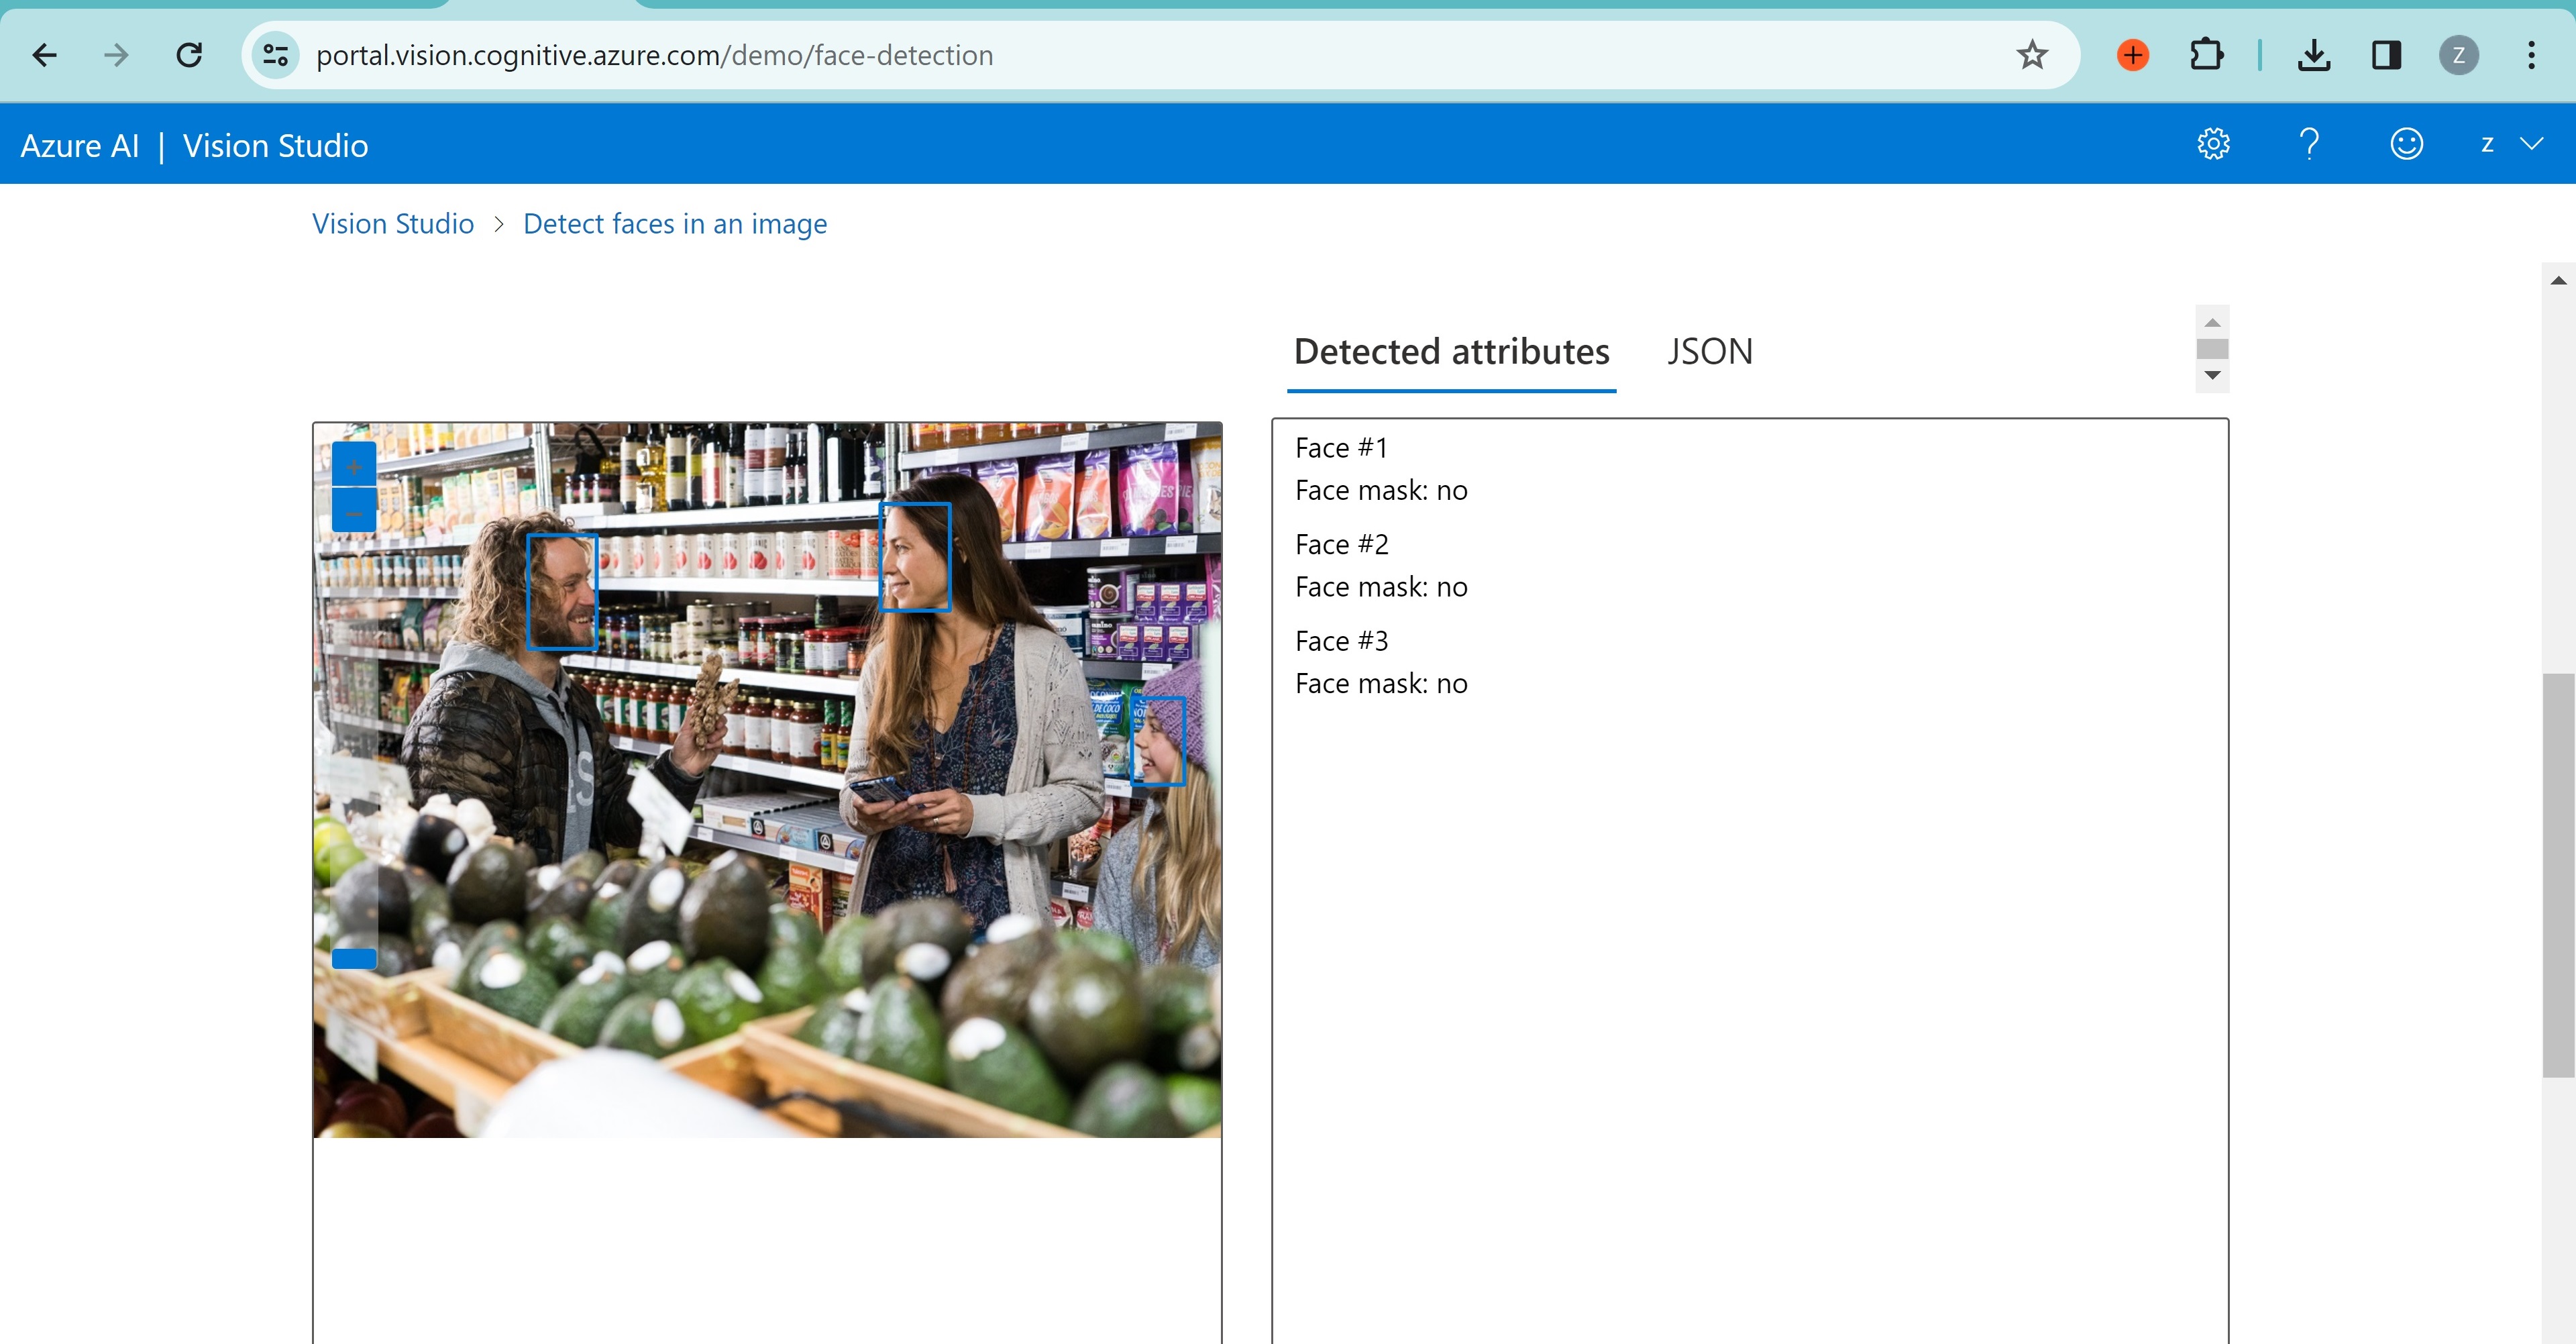 portal.vision.cognitive.azure.com/demo/face-detection
Z
Azure AI | Vision Studio
z
Vision Studio > Detect faces in an image
Detected attributes
JSON
Face #1
Face mask: no
Face #2
Face mask: no
Face #3
Face mask: no